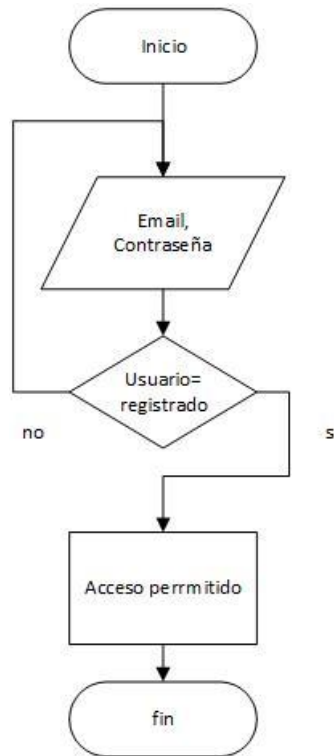 Inicio
Email,
Contraseña
Usuario=
registrado
no
s
Acceso perrmitido
fin